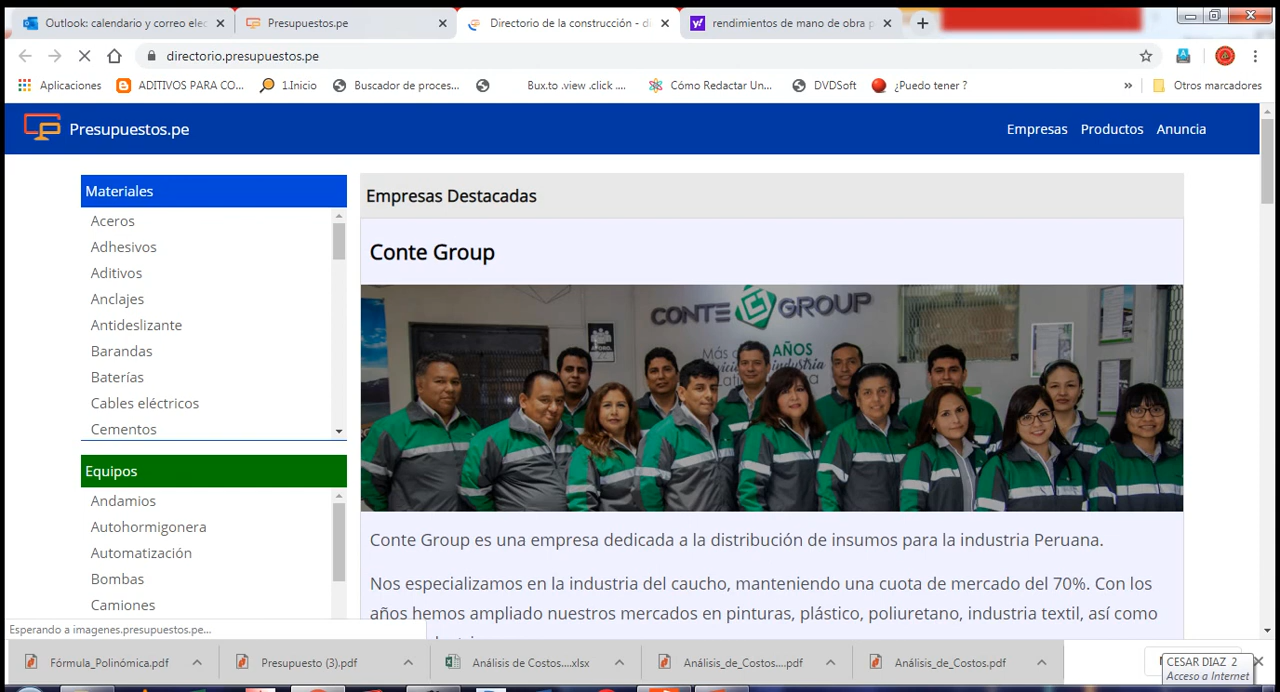 Outlook: calendario y correo elec
Presupuestos.pe
Directorio de la construcción - di
rendimientos de mano de obra p
directorio.presupuestos.pe
Aplicaciones
ADITIVOS PARA CO...
1.Inicio
Buscador de proces...
Bux.to .view .click ....
Cómo Redactar Un...
DVDSoft
¿Puedo tener ?
»
Otros marcadores
Presupuestos.pe
Empresas
Productos
Anuncia
Materiales
Aceros
Adhesivos
Aditivos
Anclajes
Antideslizante
Barandas
Baterías
Cables eléctricos
Cementos
Equipos
Andamios
Autohormigonera
Automatización
Bombas
Camiones
Empresas Destacadas
Conte Group
CONTE GROUP
AÑOS
Conte Group es una empresa dedicada a la distribución de insumos para la industria Peruana.
Nos especializamos en la industria del caucho, manteniendo una cuota de mercado del 70%. Con los
años hemos ampliado nuestros mercados en pinturas, plástico, poliuretano, industria textil, así como
Esperando a imagenes.presupuestos.pe...
Fórmula_Polinómica.pdf
Presupuesto (3).pdf
Análisis de Costos....xlsx
Análisis_de_Costos....pdf
Análisis_de_Costos.pdf
CESAR DIAZ 2
Acceso a Internet